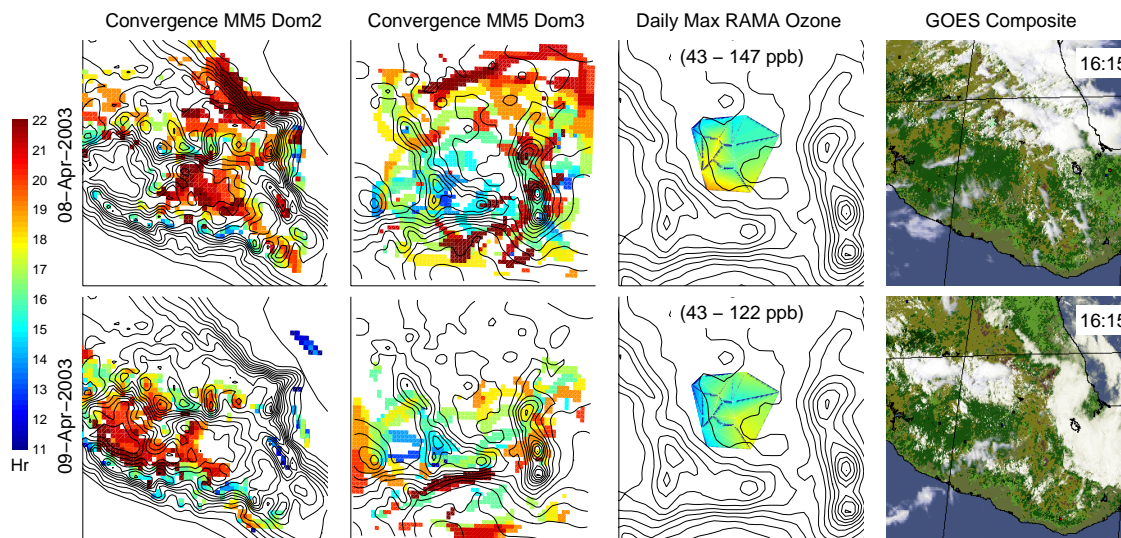 Convergence MM5 Dom2
Convergence MM5 Dom3
Daily Max RAMA Ozone
GOES Composite
08−Apr−2003
(43 − 147 ppb)
16:15
22
21
20
19
18
17
16
15
14
13
12
11
Hr
09−Apr−2003
(43 − 122 ppb)
16:15